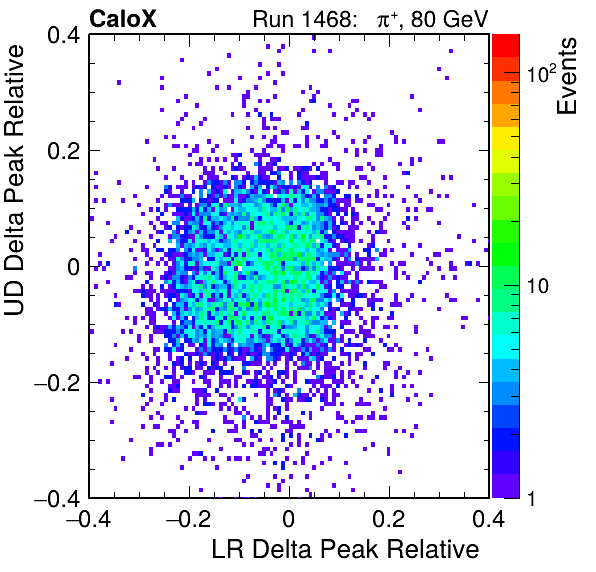 CaloX Run 1468: π+, 80 GeV
UD Delta Peak Relative
0.4
0.2
0
−0.2
−0.4
−0.4 −0.2 0 0.2 0.4
LR Delta Peak Relative
Events
10²
10
1